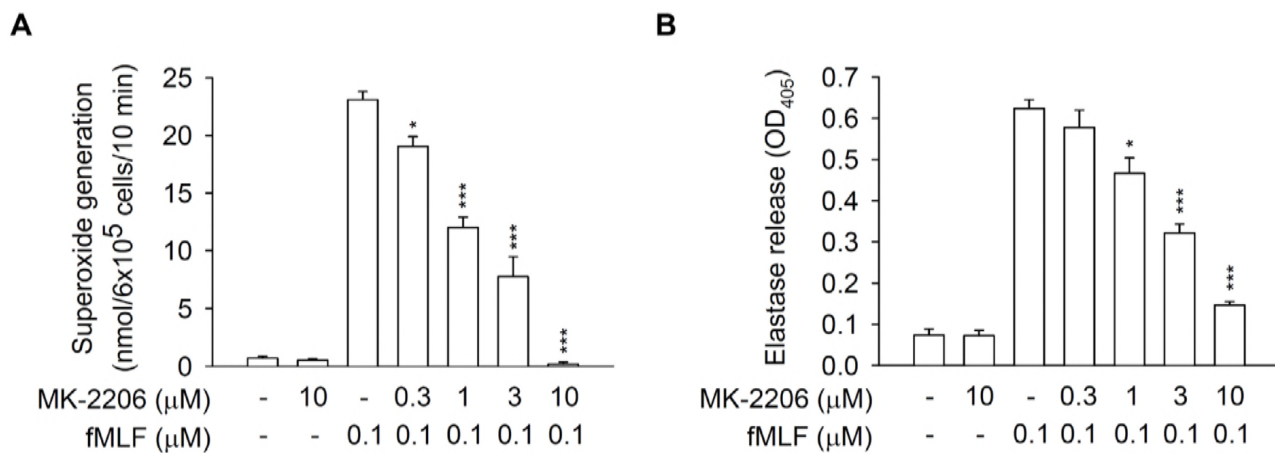 A
Superoxide generation
(nmol/6x10⁵ cells/10 min)
25
20
15
10
5
0
*
***
***
***
MK-2206 (μM) - 10 - 0.3 1 3 10
fMLF (μM) - - 0.1 0.1 0.1 0.1 0.1
B
Elastase release (OD₄₀₅)
0.7
0.6
0.5
0.4
0.3
0.2
0.1
0.0
*
***
***
MK-2206 (μM) - 10 - 0.3 1 3 10
fMLF (μM) - - 0.1 0.1 0.1 0.1 0.1